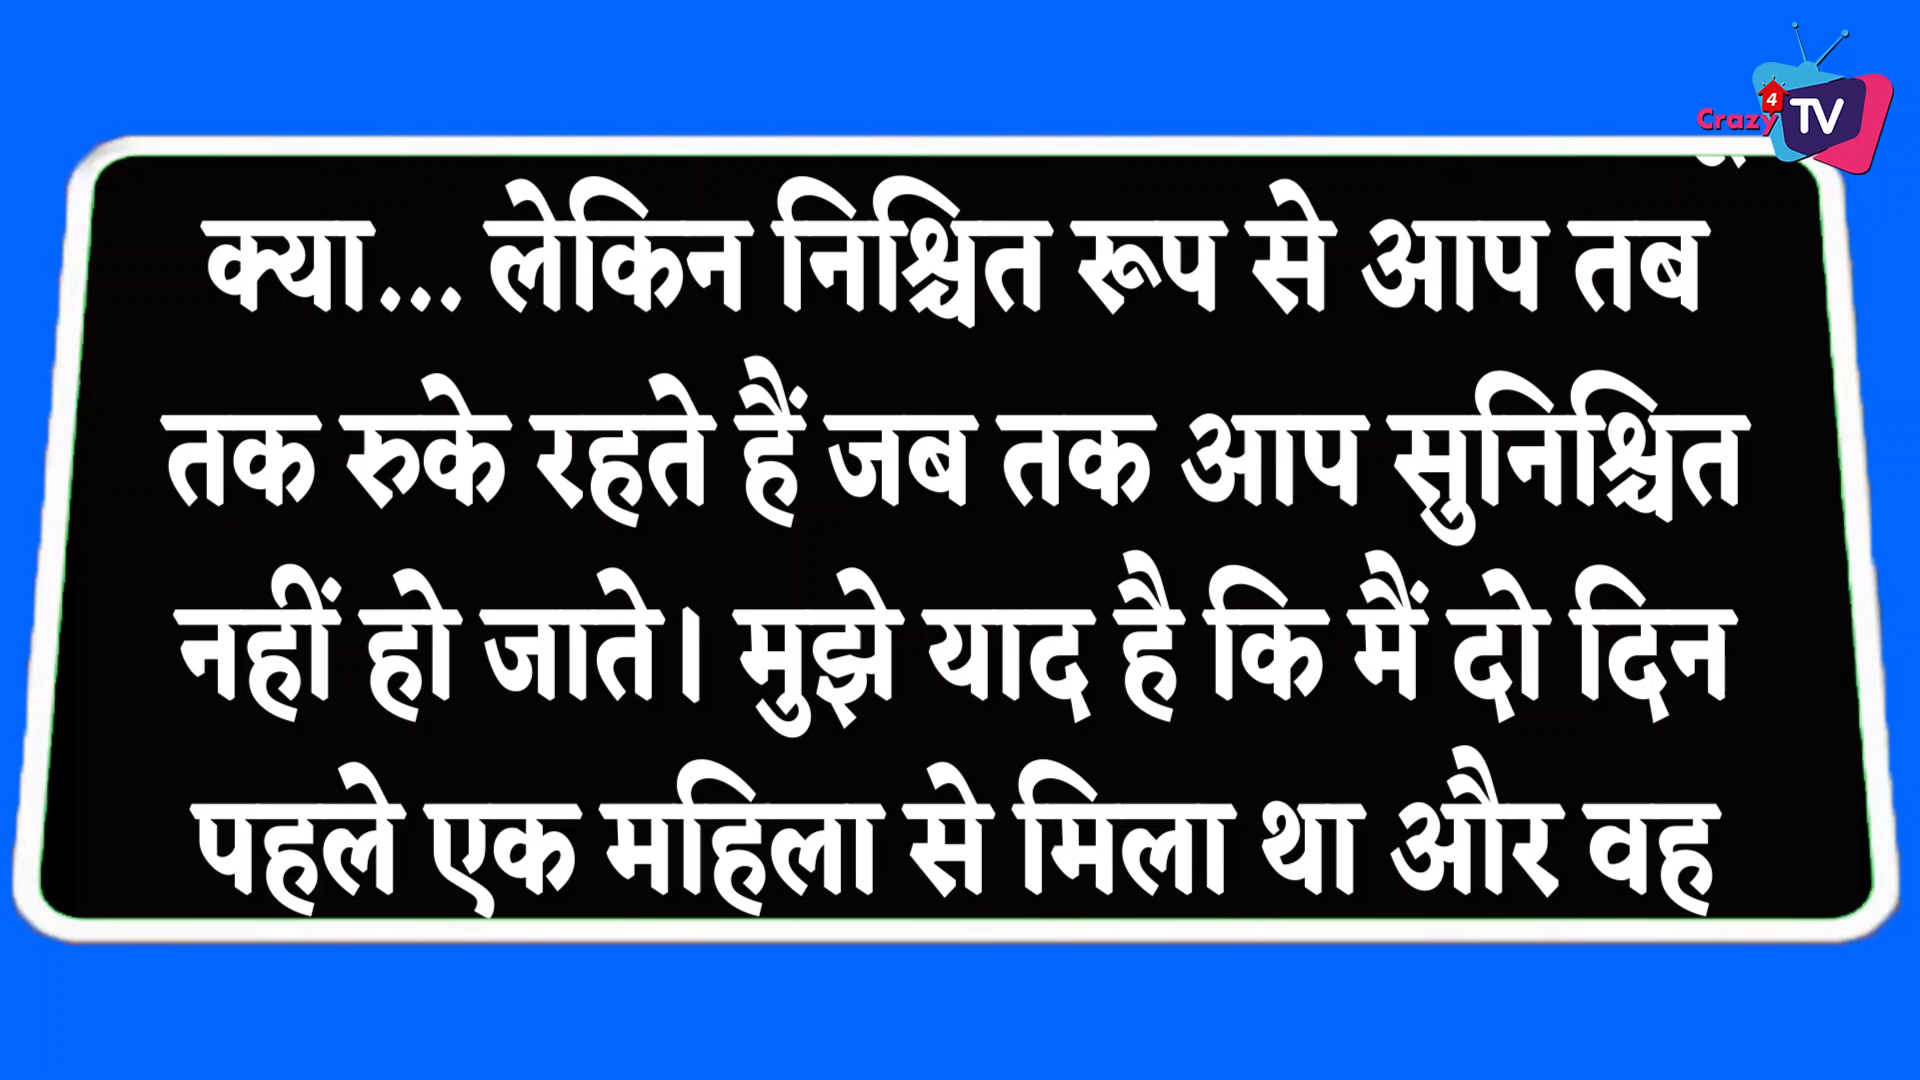 Crazy 4 TV
क्या... लेकिन निश्चित रूप से आप तब
तक रुके रहते हैं जब तक आप सुनिश्चित
नहीं हो जाते। मुझे याद है कि मैं दो दिन
पहले एक महिला से मिला था और वह